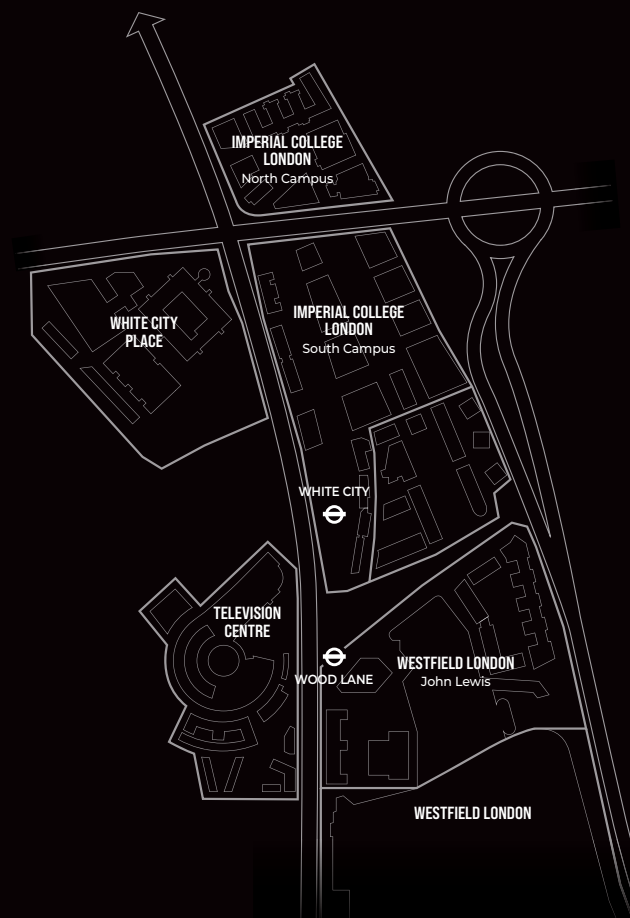 IMPERIAL COLLEGE
LONDON
North Campus
IMPERIAL COLLEGE
LONDON
South Campus
WHITE CITY
PLACE
WHITE CITY
TELEVISION
CENTRE
WESTFIELD LONDON
John Lewis
WOOD LANE
WESTFIELD LONDON